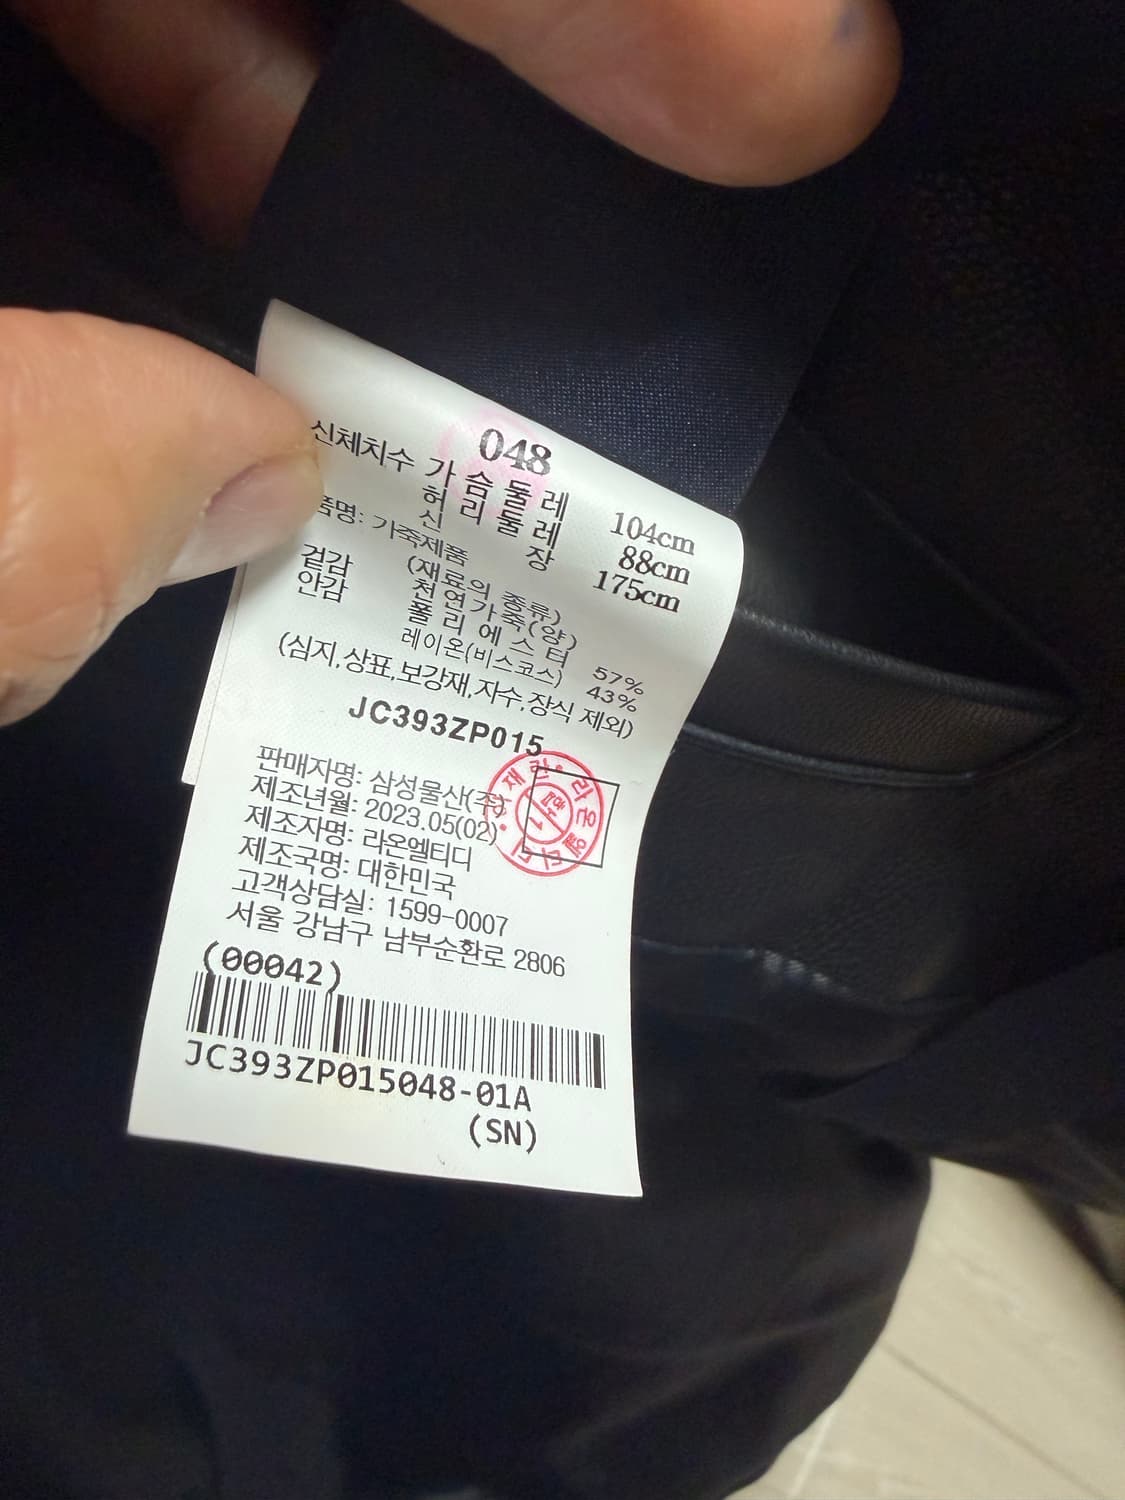 048
신체치수 가슴둘레 104cm
허리둘레 88cm
신장 175cm
품명: 가죽제품
(재료의 종류)
겉감 천연가죽(양)
안감 폴리에스터 57%
레이온(비스코스) 43%
(심지,상표,보강재,자수,장식 제외)
JC393ZP015
판매자명: 삼성물산(주)
제조년월: 2023.05(02)
제조자명: 라온엘티디
제조국명: 대한민국
고객상담실: 1599-0007
서울 강남구 남부순환로 2806
(00042)
JC393ZP015048-01A
(SN)